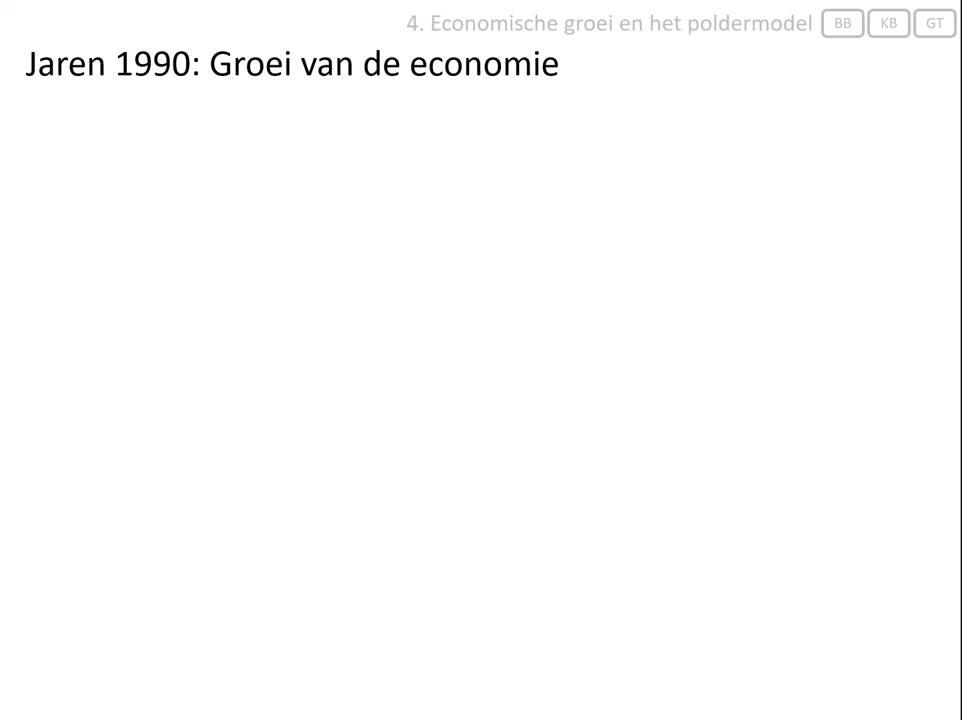 4. Economische groei en het poldermodel BB KB GT
Jaren 1990: Groei van de economie